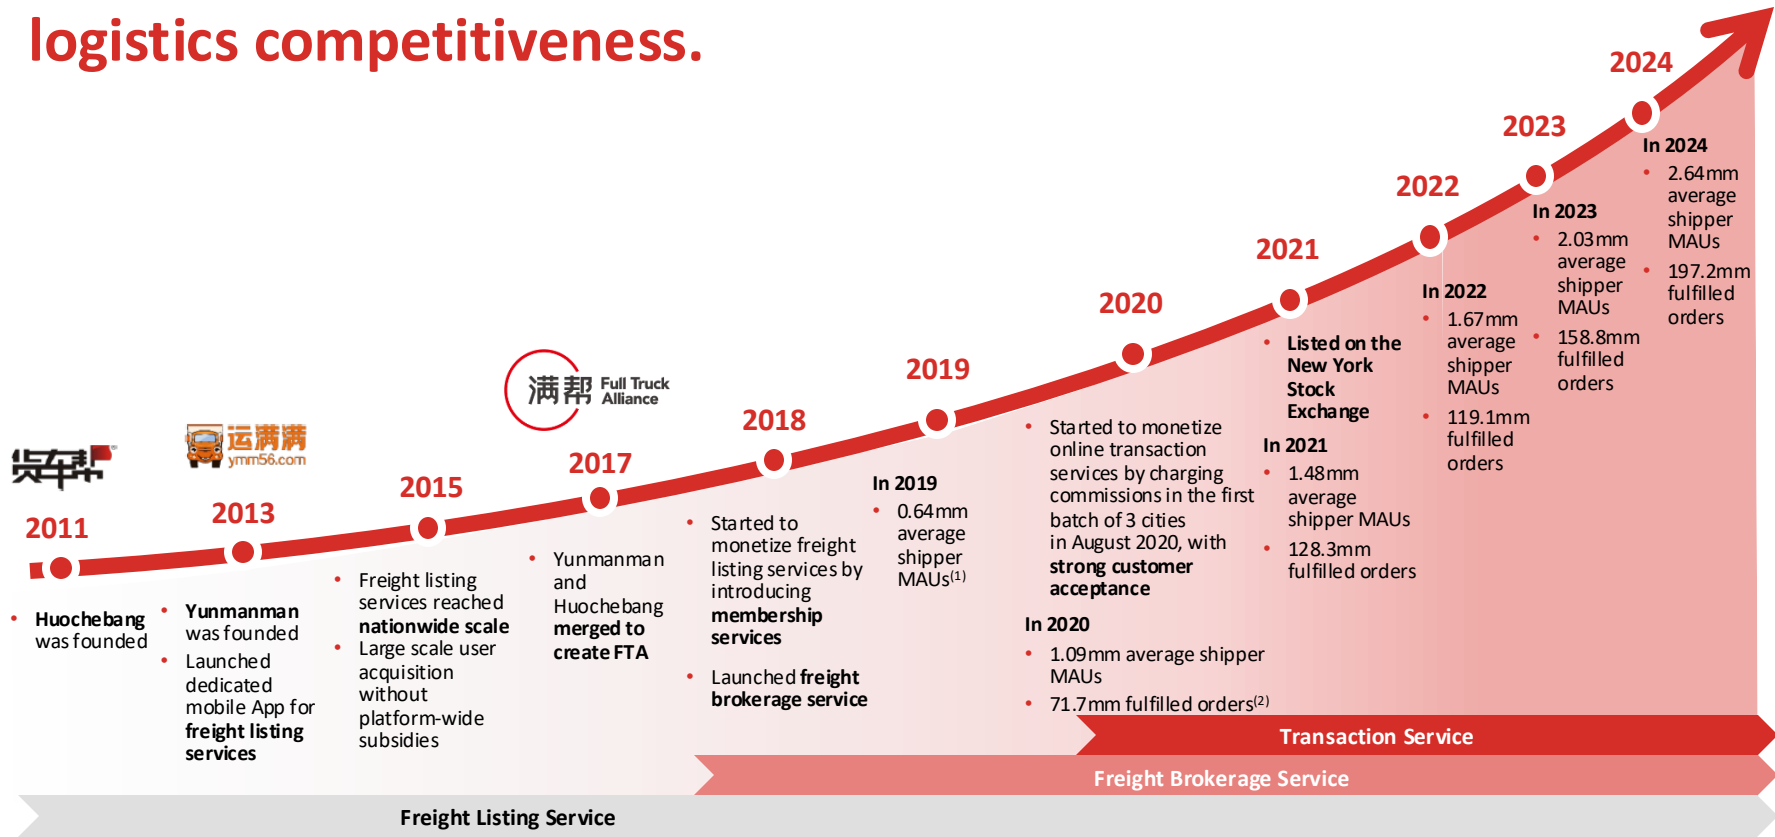 logistics competitiveness.
货车帮
2011
• Huochebang
was founded
运满满
ymm56.com
2013
• Yunmanman
was founded
• Launched
dedicated
mobile App for
freight listing
services
2015
• Freight listing
services reached
nationwide scale
• Large scale user
acquisition
without
platform-wide
subsidies
满帮
Full Truck
Alliance
2017
• Yunmanman
and
Huochebang
merged to
create FTA
2018
• Started to
monetize freight
listing services by
introducing
membership
services
• Launched freight
brokerage service
2019
In 2019
• 0.64mm
average
shipper
MAUs(1)
2020
• Started to monetize
online transaction
services by charging
commissions in the first
batch of 3 cities
in August 2020, with
strong customer
acceptance
In 2020
• 1.09mm average shipper
MAUs
• 71.7mm fulfilled orders(2)
2021
• Listed on the
New York
Stock
Exchange
In 2021
• 1.48mm
average
shipper MAUs
• 128.3mm
fulfilled orders
2022
In 2022
• 1.67mm
average
shipper
MAUs
• 119.1mm
fulfilled
orders
2023
In 2023
• 2.03mm
average
shipper
MAUs
• 158.8mm
fulfilled
orders
2024
In 2024
• 2.64mm
average
shipper
MAUs
• 197.2mm
fulfilled
orders
Transaction Service
Freight Brokerage Service
Freight Listing Service